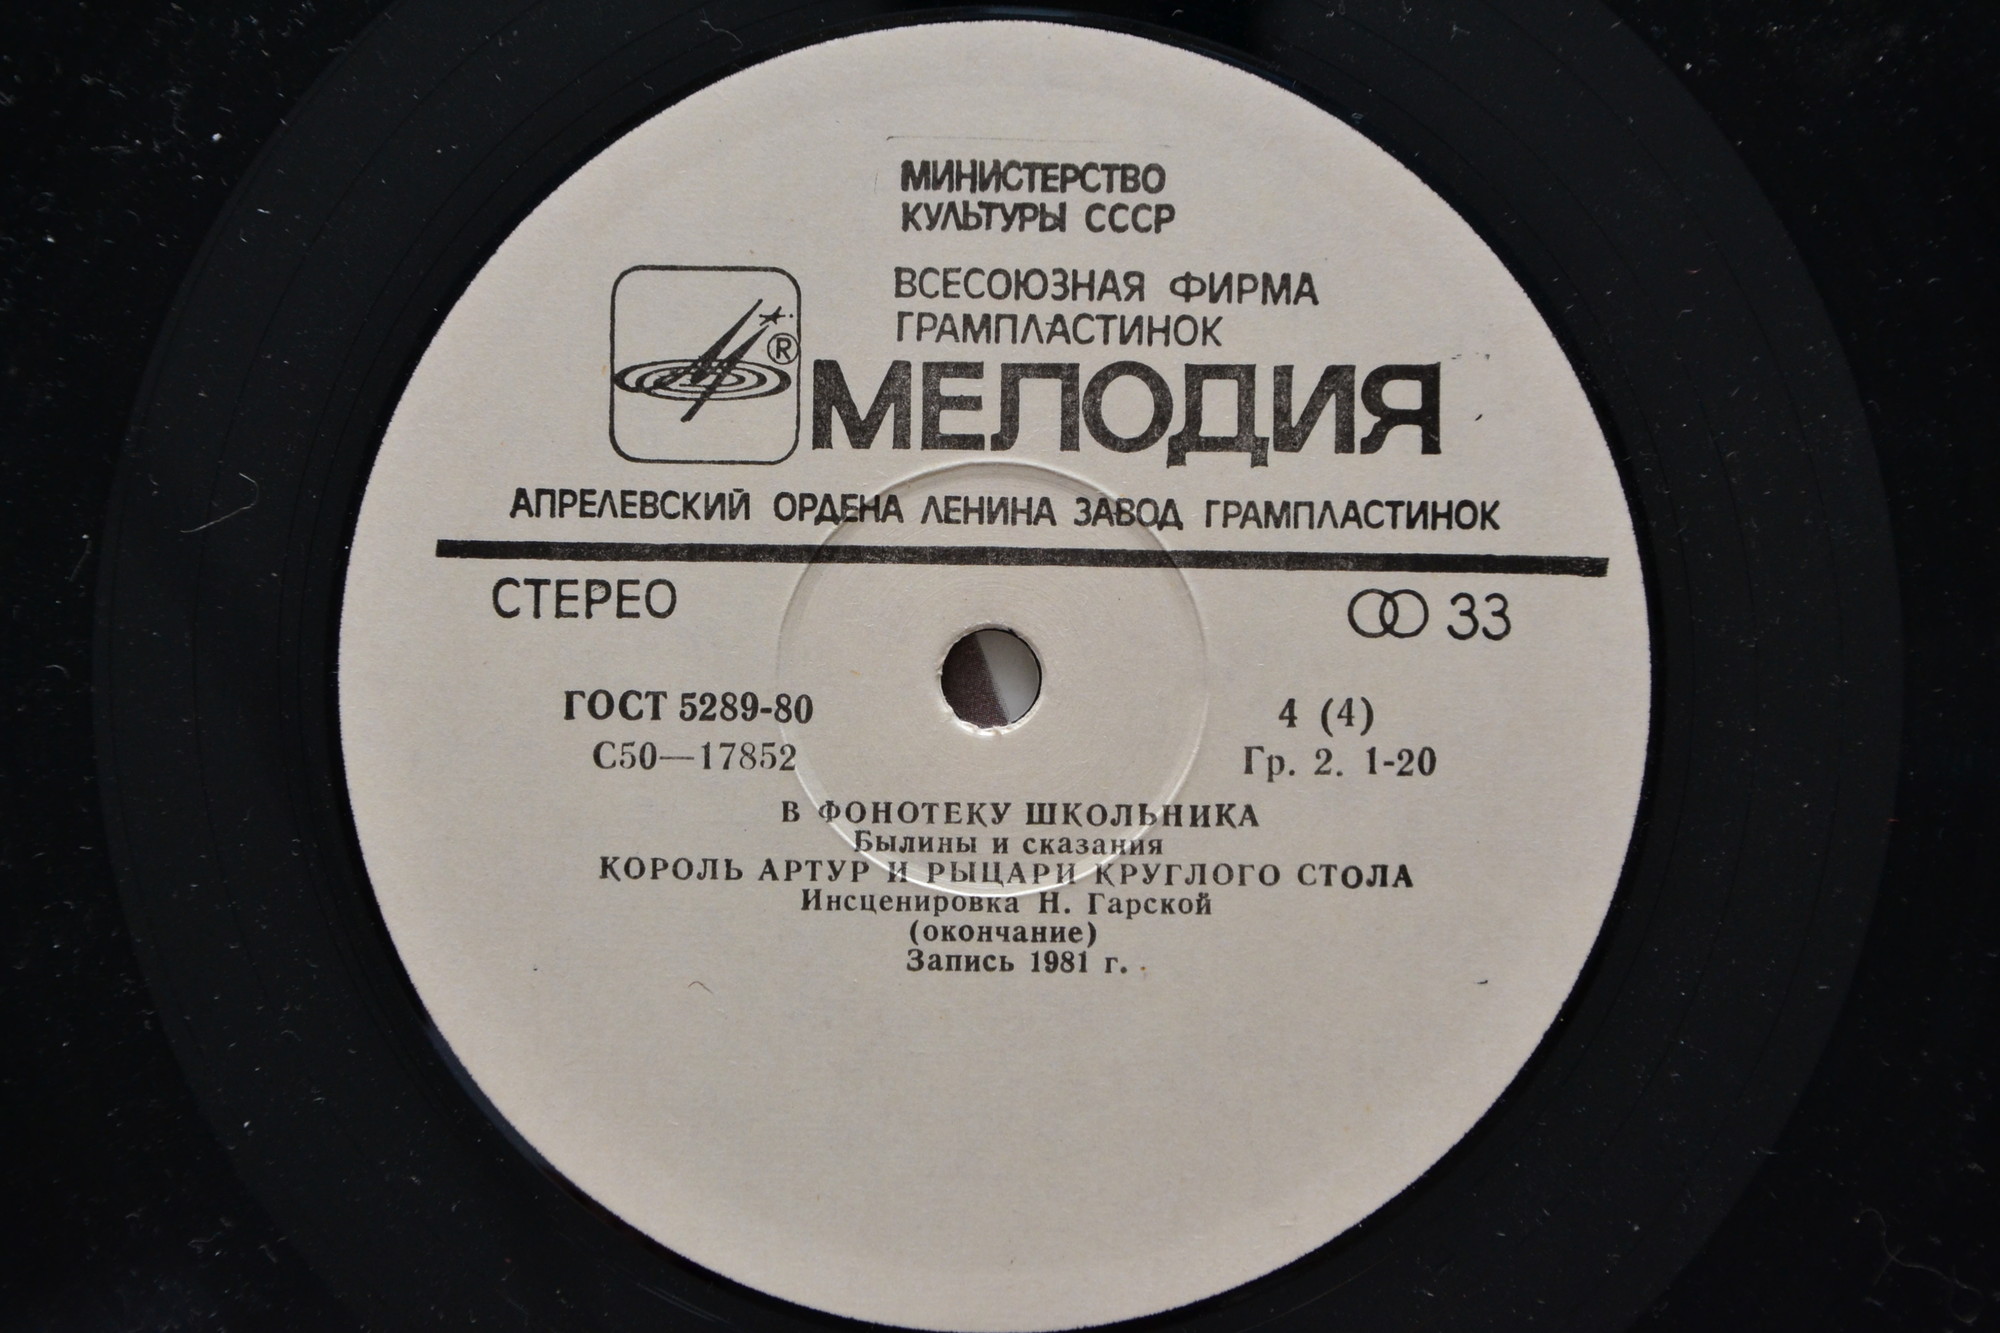 МИНИСТЕРСТВО
КУЛЬТУРЫ СССР
ВСЕСОЮЗНАЯ ФИРМА
ГРАМПЛАСТИНОК
®
МЕЛОДИЯ
АПРЕЛЕВСКИЙ ОРДЕНА ЛЕНИНА ЗАВОД ГРАМПЛАСТИНОК
СТЕРЕО 33
ГОСТ 5289-80 4 (4)
С50—17852 Гр. 2. 1-20
В ФОНОТЕКУ ШКОЛЬНИКА
Былины и сказания
КОРОЛЬ АРТУР И РЫЦАРИ КРУГЛОГО СТОЛА
Инсценировка Н. Гарской
(окончание)
Запись 1981 г.